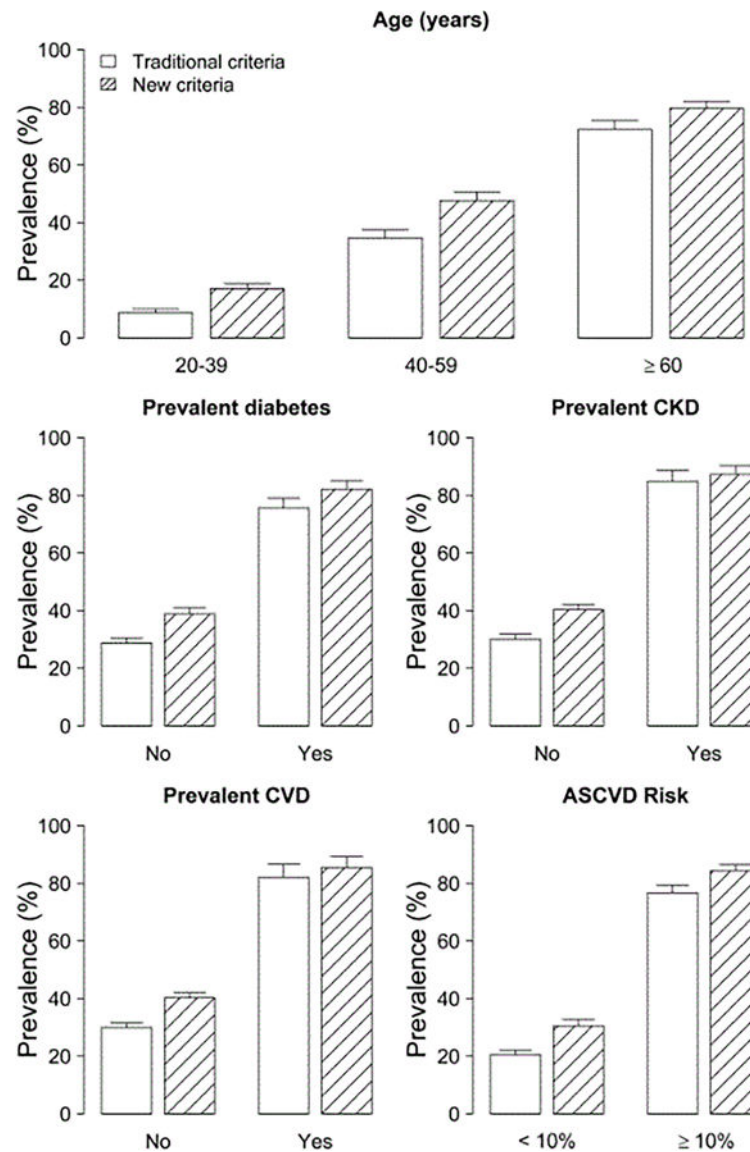 Age (years)
Traditional criteria
New criteria
Prevalence (%)
100
80
60
40
20
0
20-39
40-59
≥ 60
Prevalent diabetes
Prevalence (%)
100
80
60
40
20
0
No
Yes
Prevalent CKD
Prevalence (%)
100
80
60
40
20
0
No
Yes
Prevalent CVD
Prevalence (%)
100
80
60
40
20
0
No
Yes
ASCVD Risk
Prevalence (%)
100
80
60
40
20
0
< 10%
≥ 10%